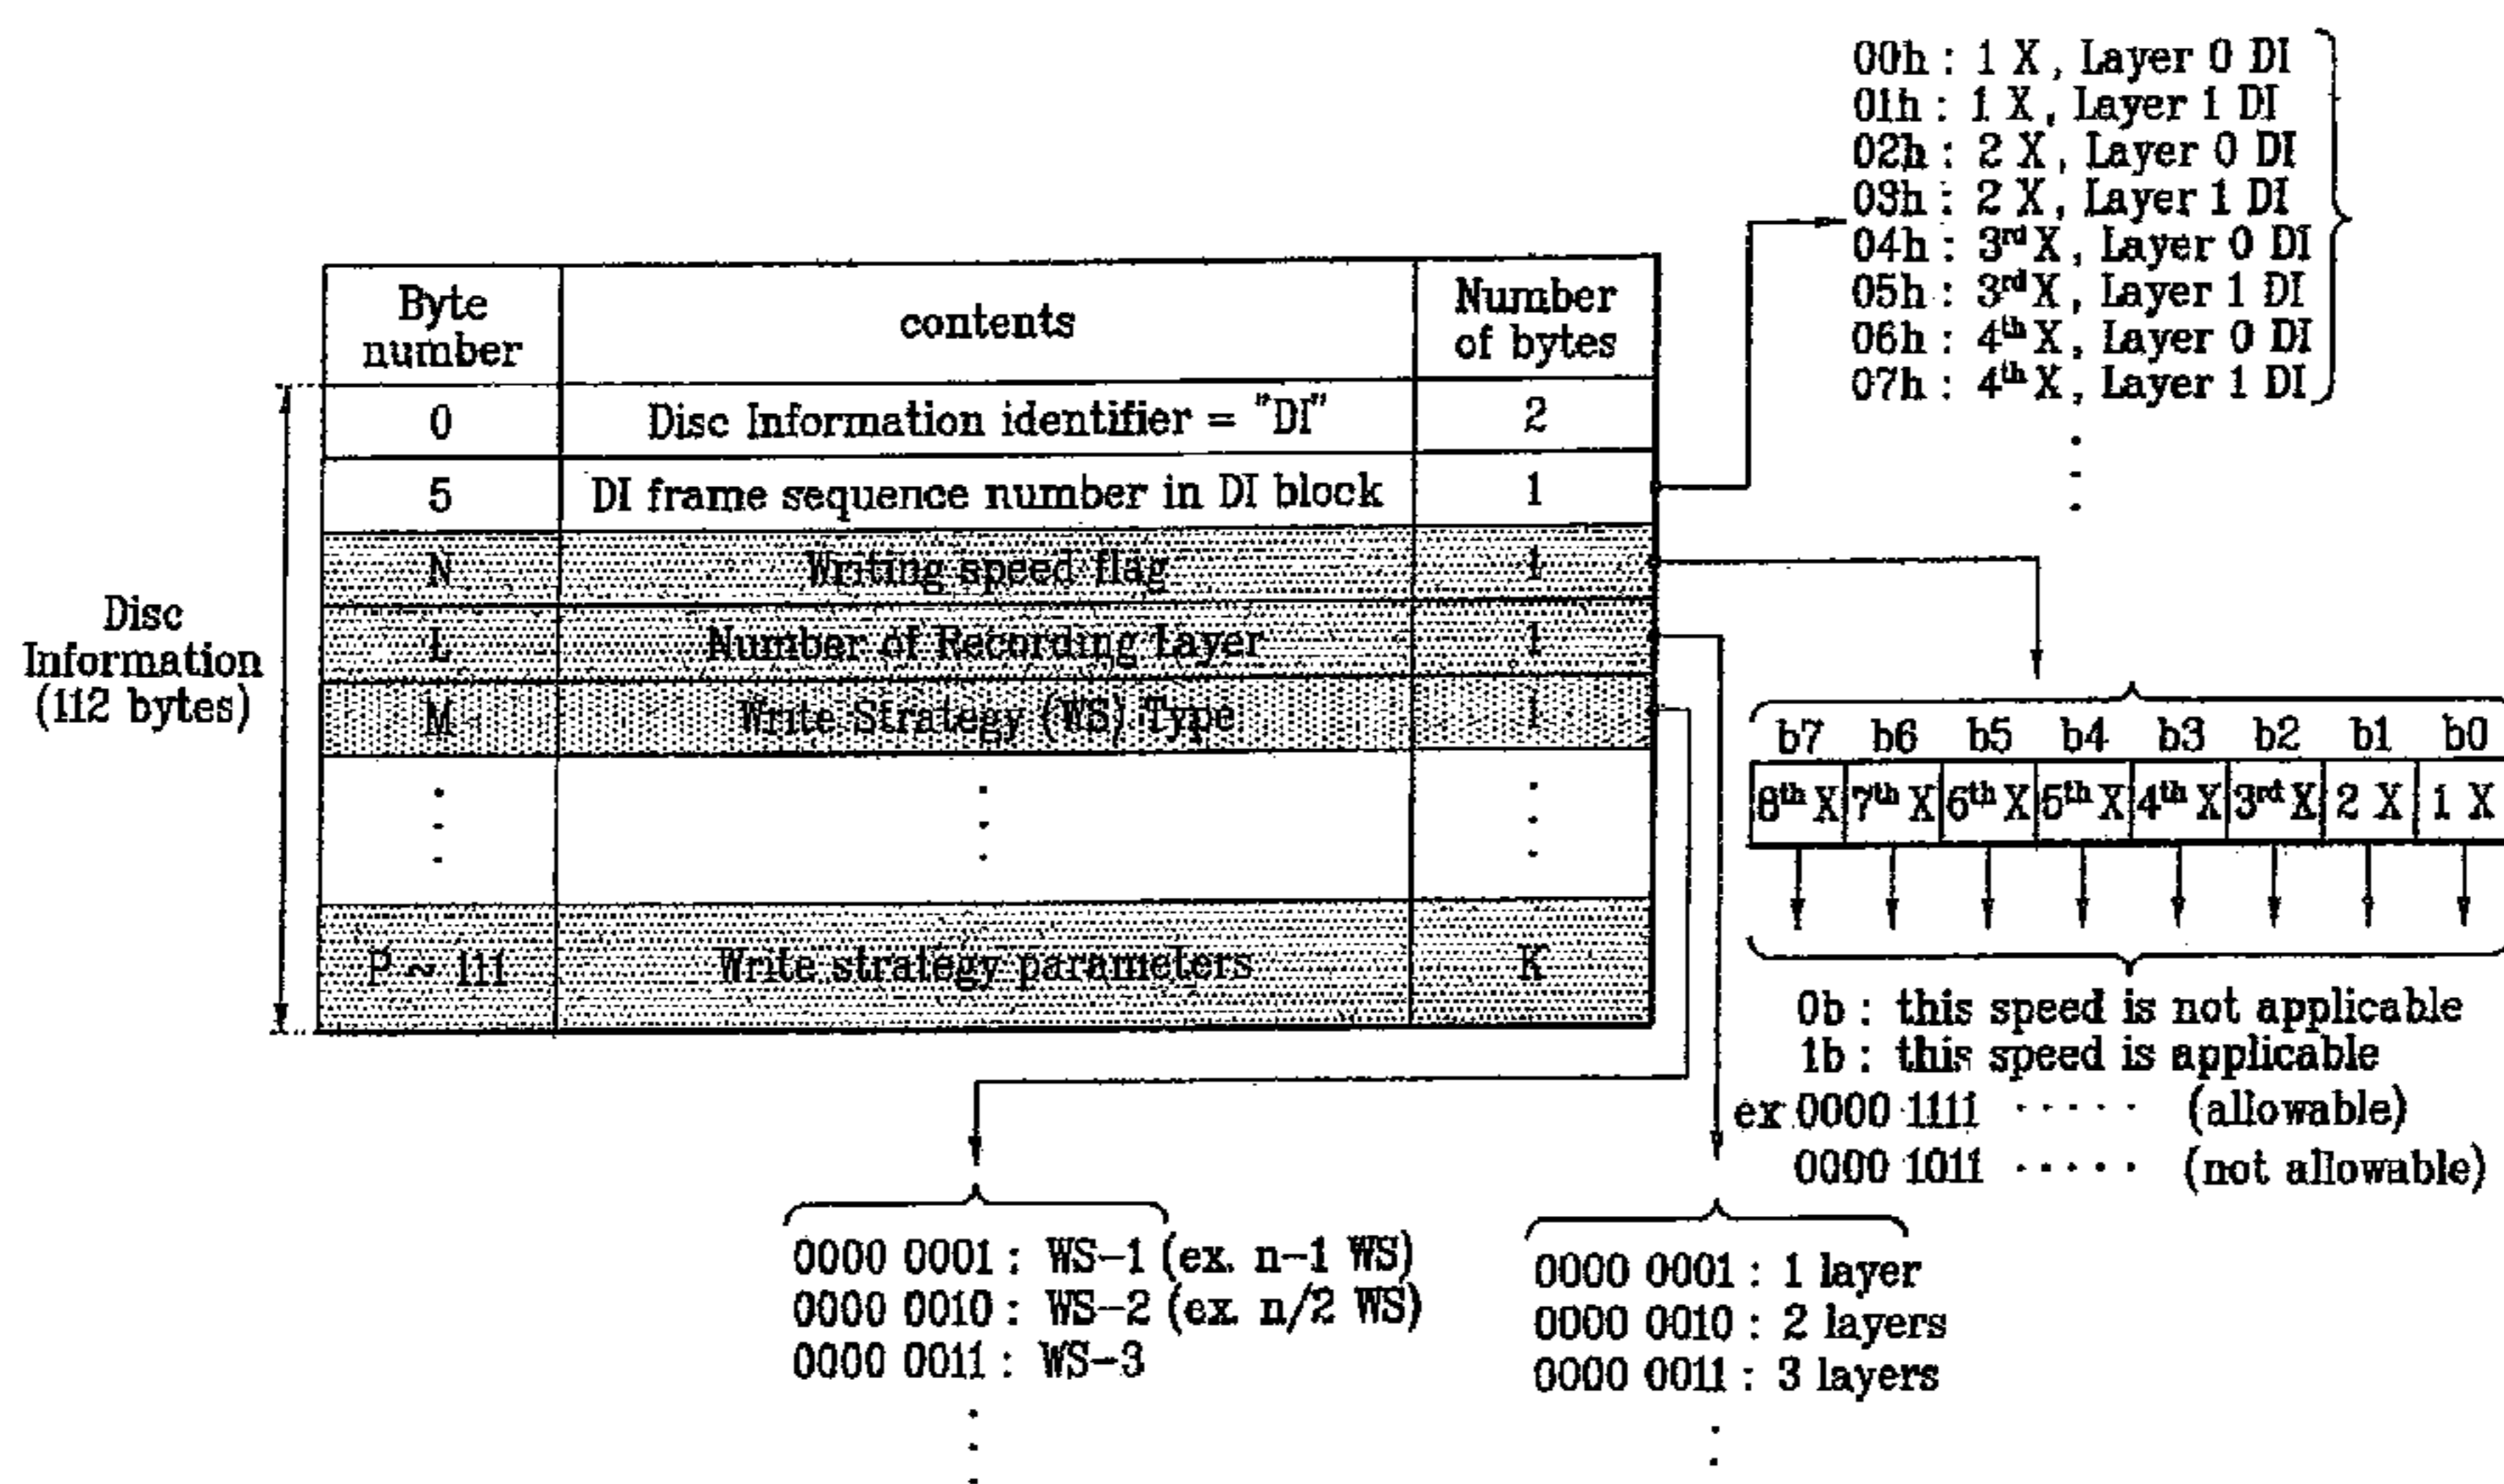 00h : 1 X, Layer 0 DI
01h : 1 X, Layer 1 DI
02h : 2 X, Layer 0 DI
03h : 2 X, Layer 1 DI
04h : 3rd X, Layer 0 DI
05h : 3rd X, Layer 1 DI
06h : 4th X, Layer 0 DI
07h : 4th X, Layer 1 DI
Byte number contents Number of bytes
0 Disc Information identifier = "DI" 2
5 DI frame sequence number in DI block 1
N Writing speed flag 1
L Number of Recording Layer 1
M Write Strategy (WS) Type 1
P ~ 111 Write strategy parameters K
Disc
Information
(112 bytes)
b7 b6 b5 b4 b3 b2 b1 b0
8th X 7th X 6th X 5th X 4th X 3rd X 2 X 1 X
0b : this speed is not applicable
1b : this speed is applicable
ex 0000 1111 ····· (allowable)
0000 1011 ····· (not allowable)
0000 0001 : WS-1 (ex. n-1 WS)
0000 0010 : WS-2 (ex. n/2 WS)
0000 0011 : WS-3
0000 0001 : 1 layer
0000 0010 : 2 layers
0000 0011 : 3 layers